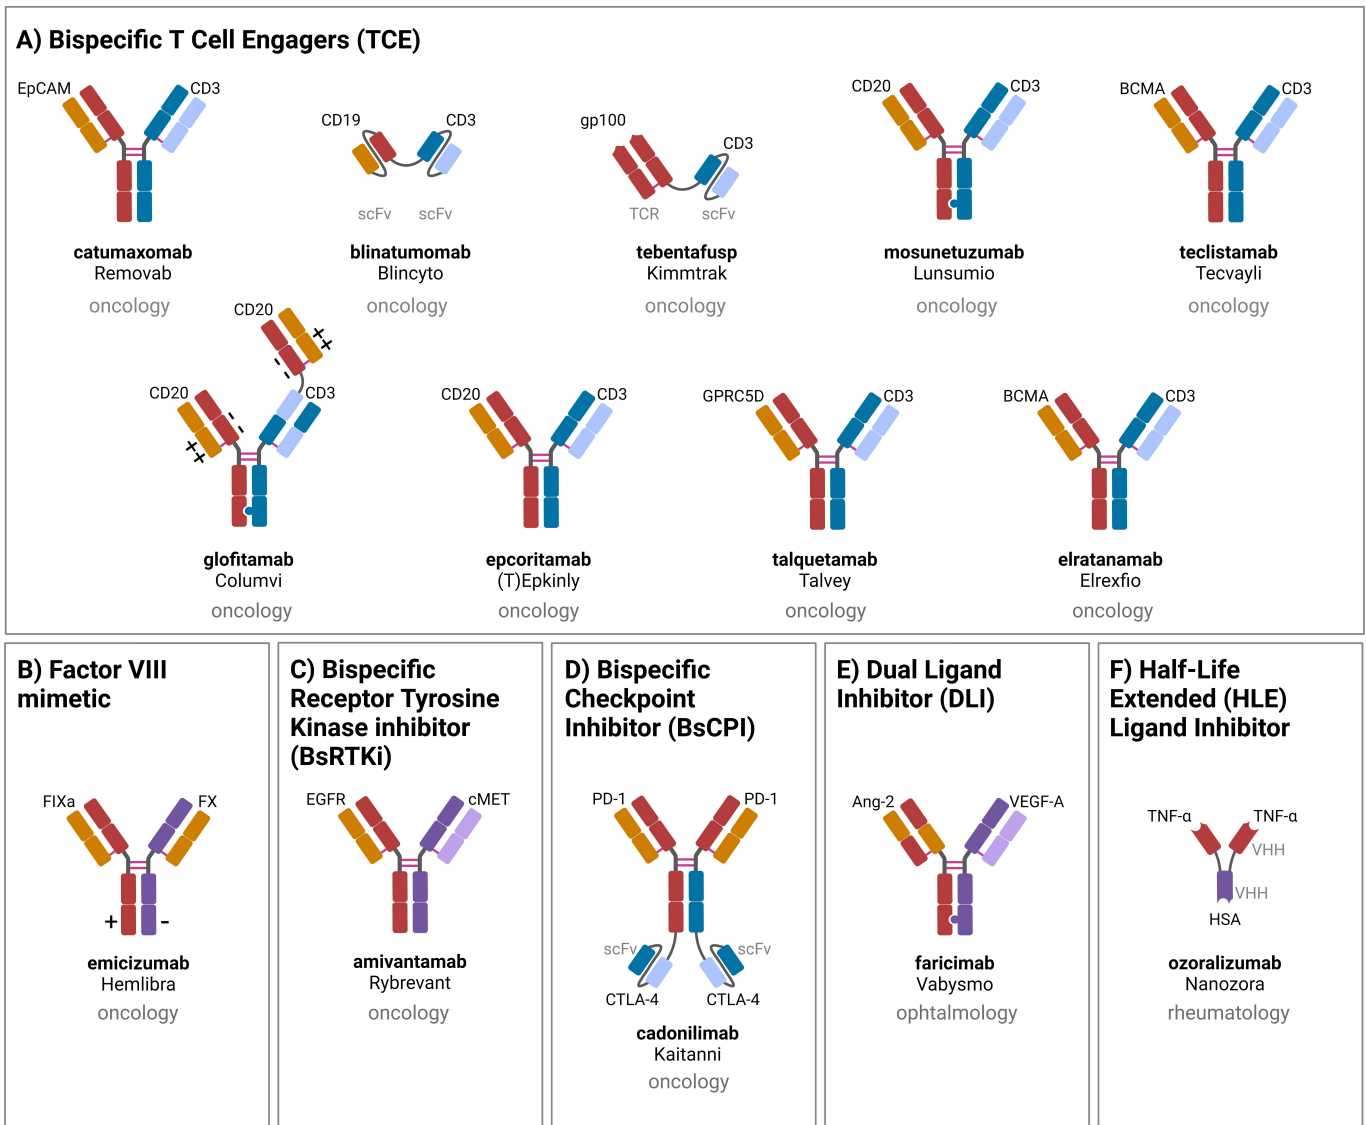 A) Bispecific T Cell Engagers (TCE)
EpCAM
CD3
catumaxomab
Removab
oncology
CD19
CD3
scFv
scFv
blinatumomab
Blincyto
oncology
gp100
CD3
TCR
scFv
tebentafusp
Kimmtrak
oncology
CD20
CD3
mosunetuzumab
Lunsumio
oncology
BCMA
CD3
teclistamab
Tecvayli
oncology
CD20
++
--
CD20
--
++
CD3
glofitamab
Columvi
oncology
CD20
CD3
epcoritamab
(T)Epkinly
oncology
GPRC5D
CD3
talquetamab
Talvey
oncology
BCMA
CD3
elratanamab
Elrexfio
oncology
B) Factor VIII
mimetic
FIXa
FX
+
-
emicizumab
Hemlibra
oncology
C) Bispecific
Receptor Tyrosine
Kinase inhibitor
(BsRTKi)
EGFR
cMET
amivantamab
Rybrevant
oncology
D) Bispecific
Checkpoint
Inhibitor (BsCPI)
PD-1
PD-1
scFv
scFv
CTLA-4
CTLA-4
cadonilimab
Kaitanni
oncology
E) Dual Ligand
Inhibitor (DLI)
Ang-2
VEGF-A
faricimab
Vabysmo
ophtalmology
F) Half-Life
Extended (HLE)
Ligand Inhibitor
TNF-α
TNF-α
VHH
VHH
HSA
ozoralizumab
Nanozora
rheumatology